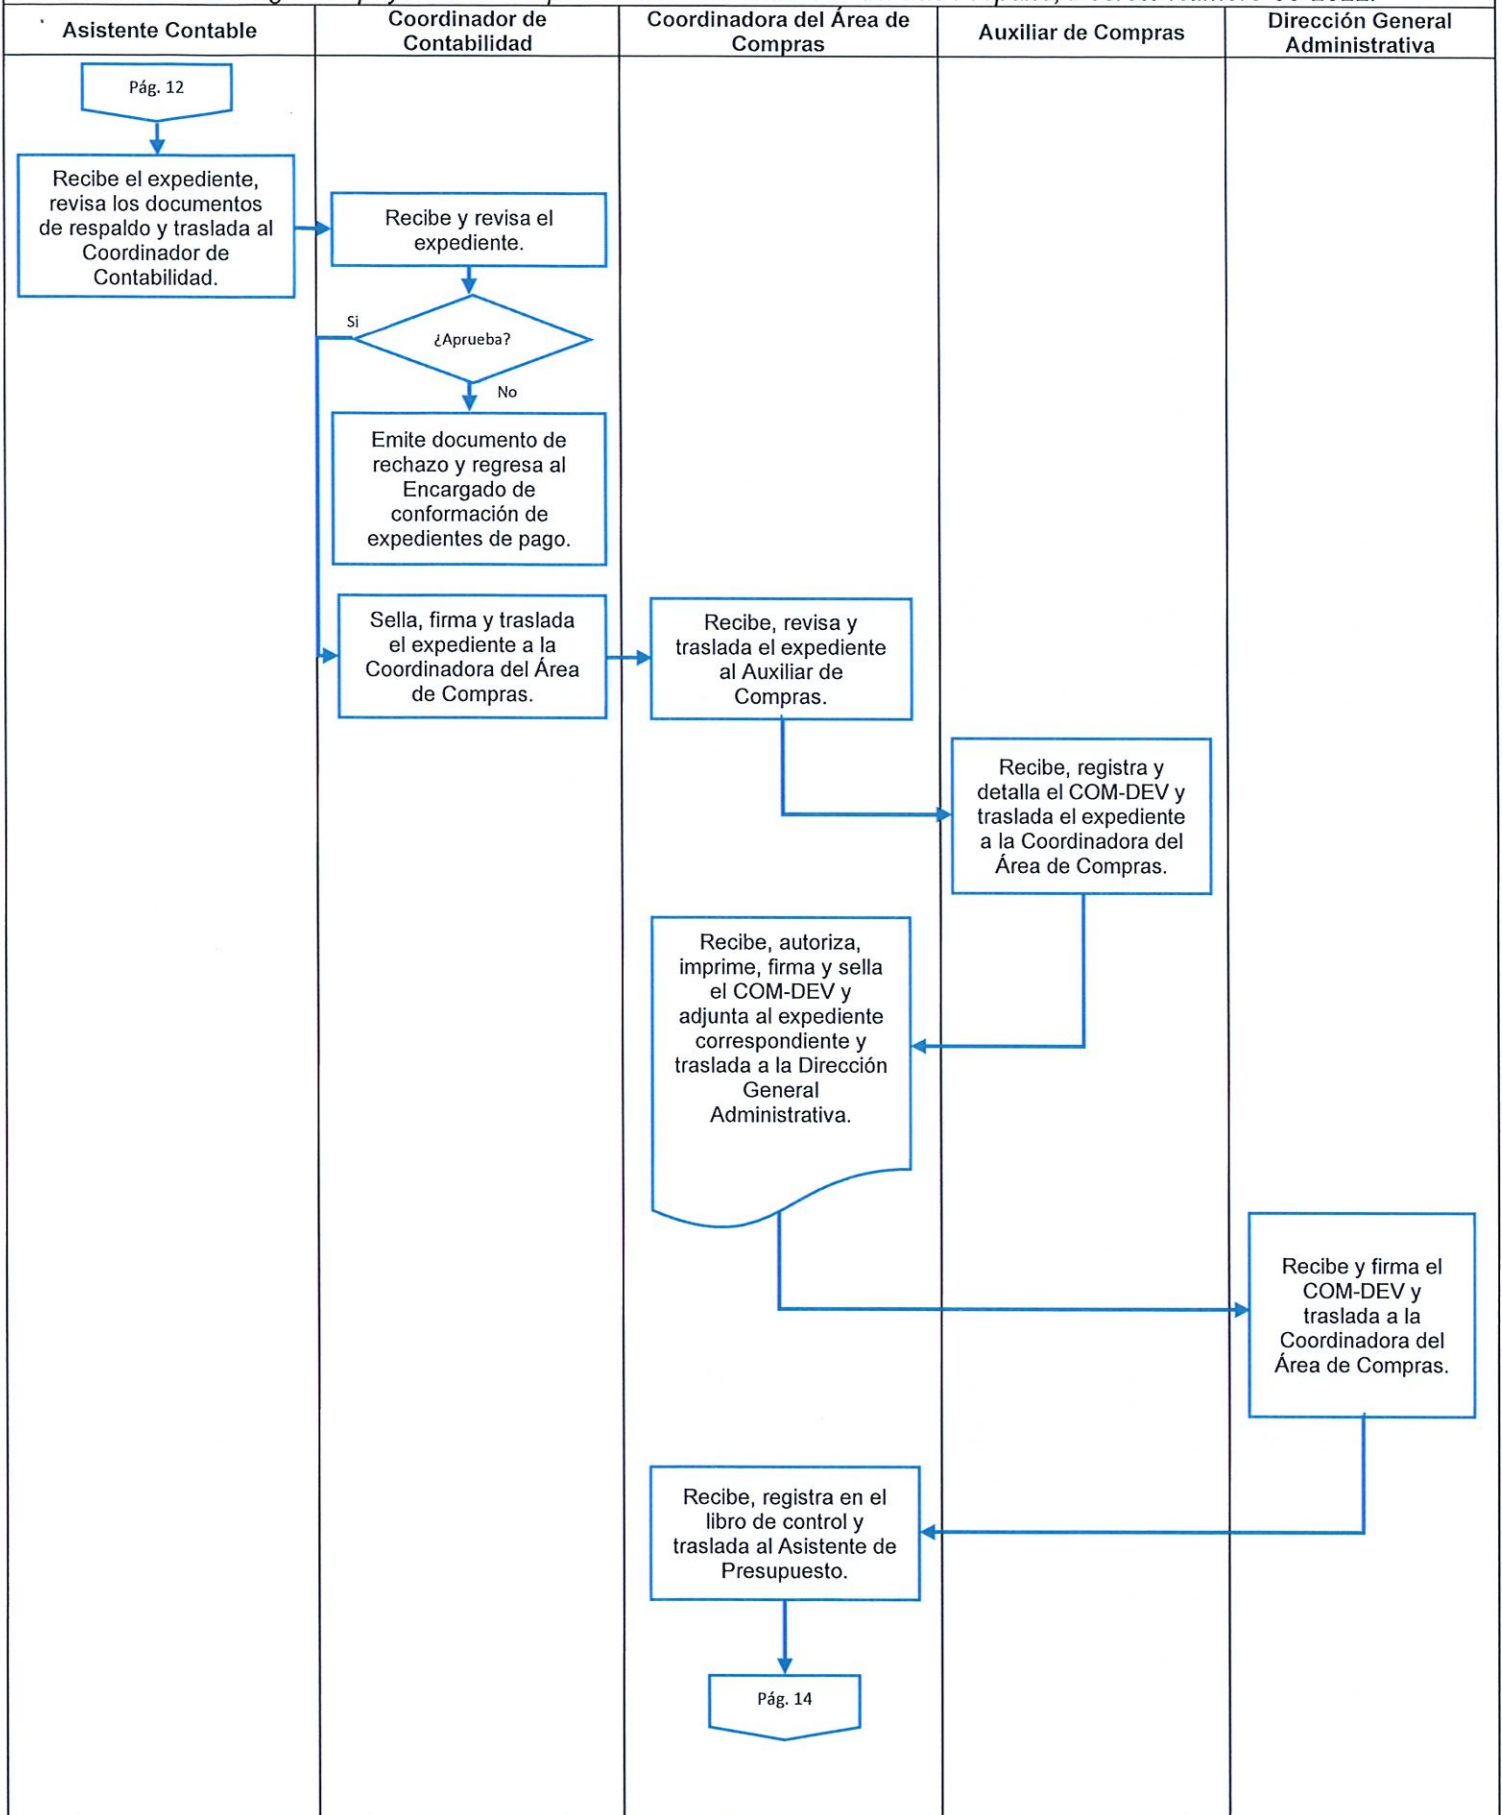 Asistente Contable
Coordinador de
Contabilidad
Coordinadora del Área de
Compras
Auxiliar de Compras
Dirección General
Administrativa
Pág. 12
Recibe el expediente,
revisa los documentos
de respaldo y traslada al
Coordinador de
Contabilidad.
Recibe y revisa el
expediente.
Si
¿Aprueba?
No
Emite documento de
rechazo y regresa al
Encargado de
conformación de
expedientes de pago.
Sella, firma y traslada
el expediente a la
Coordinadora del Área
de Compras.
Recibe, revisa y
traslada el expediente
al Auxiliar de
Compras.
Recibe, registra y
detalla el COM-DEV y
traslada el expediente
a la Coordinadora del
Área de Compras.
Recibe, autoriza,
imprime, firma y sella
el COM-DEV y
adjunta al expediente
correspondiente y
traslada a la Dirección
General
Administrativa.
Recibe y firma el
COM-DEV y
traslada a la
Coordinadora del
Área de Compras.
Recibe, registra en el
libro de control y
traslada al Asistente de
Presupuesto.
Pág. 14